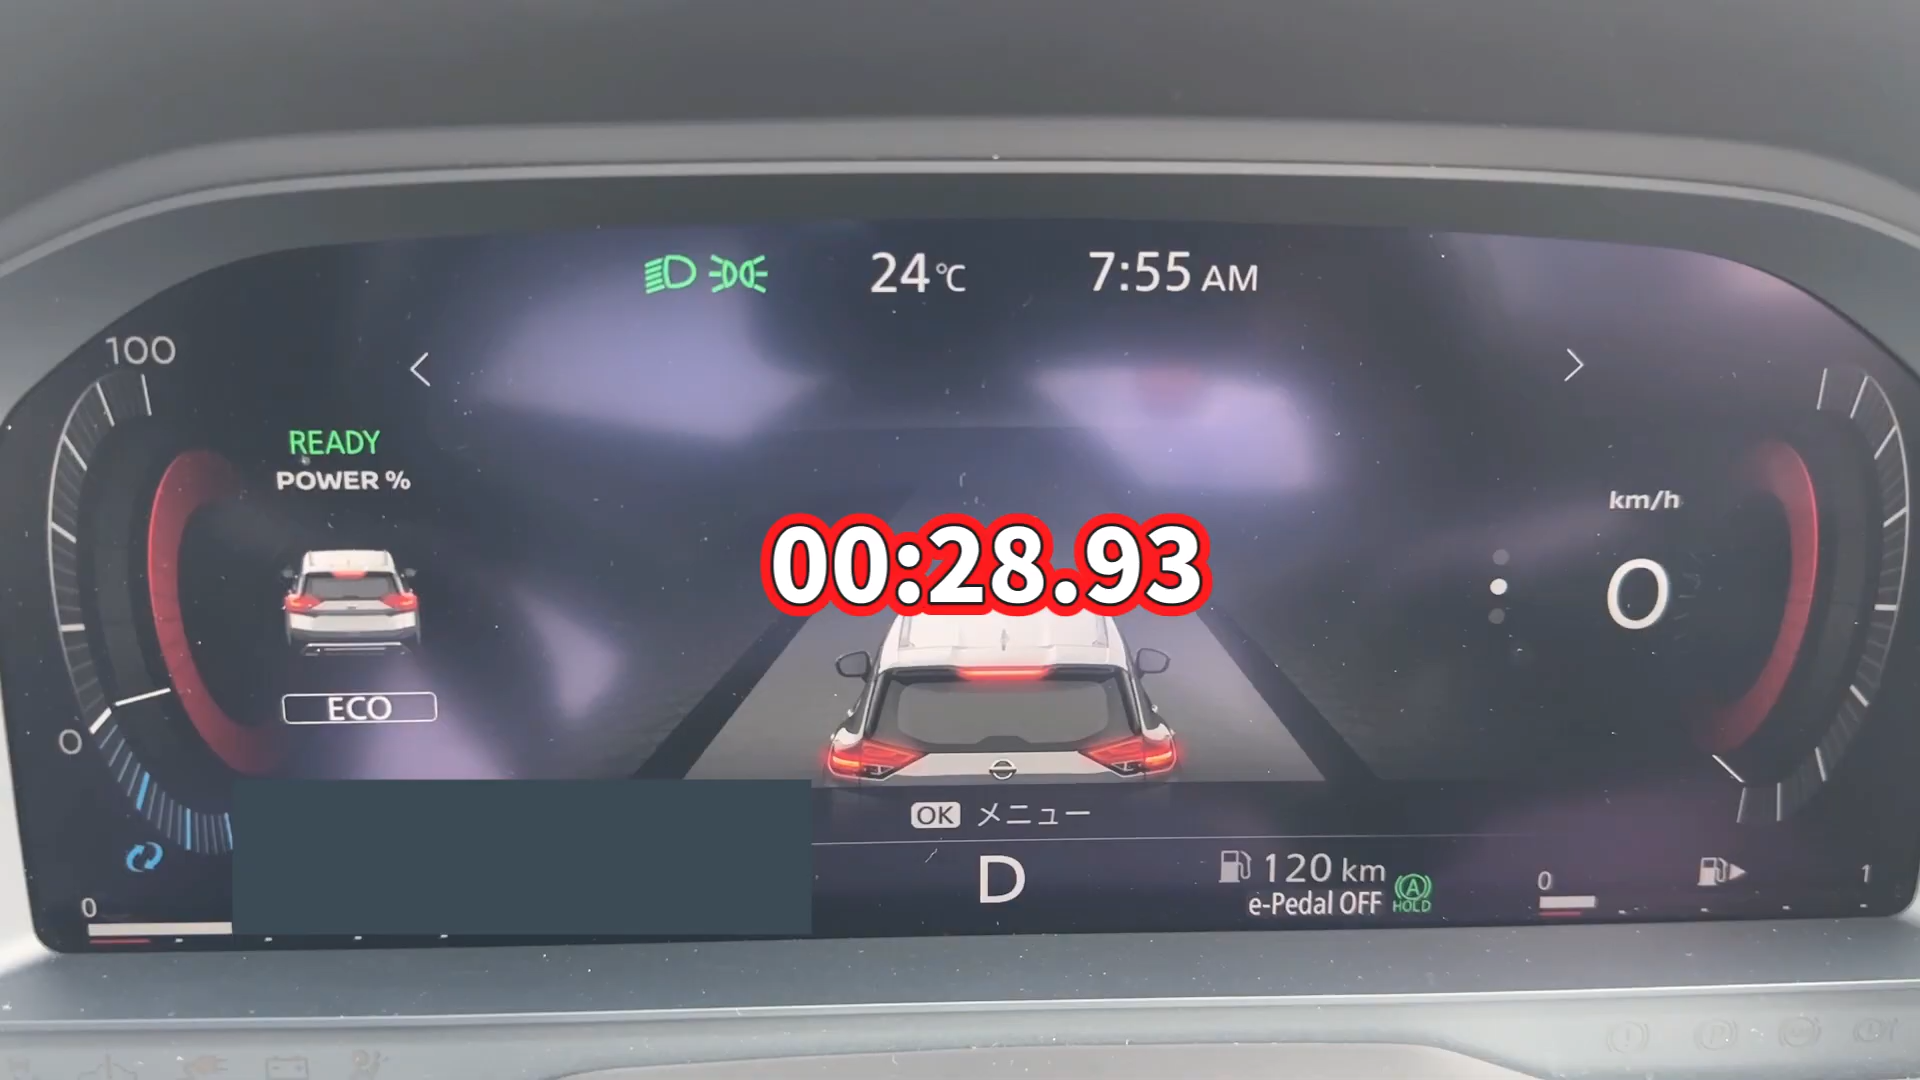 24℃ 7:55 AM
100
READY
POWER %
km/h
00:28.93
0
ECO
0
OK メニュー
D
120 km
e-Pedal OFF
A
HOLD
0
0
1